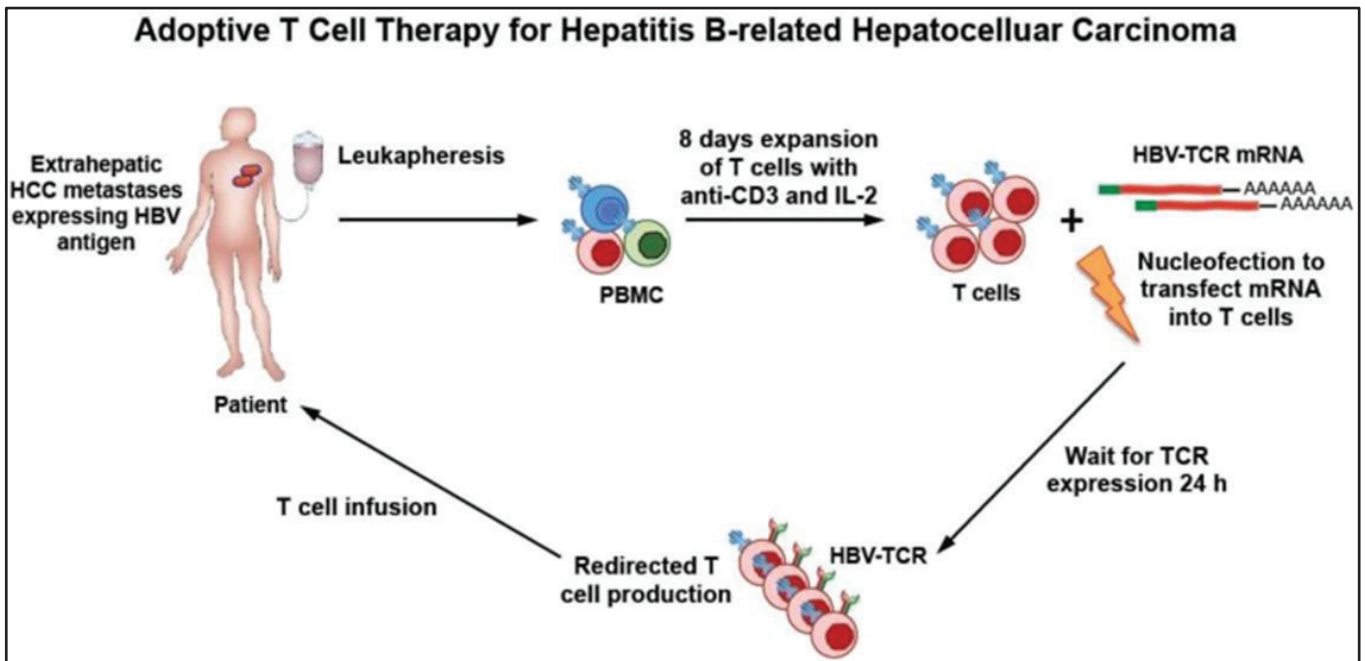 Adoptive T Cell Therapy for Hepatitis B-related Hepatocelluar Carcinoma
Extrahepatic
HCC metastases
expressing HBV
antigen
Patient
Leukapheresis
PBMC
8 days expansion
of T cells with
anti-CD3 and IL-2
T cells
+
HBV-TCR mRNA
AAAAAA
AAAAAA
Nucleofection to
transfect mRNA
into T cells
Wait for TCR
expression 24 h
HBV-TCR
Redirected T
cell production
T cell infusion